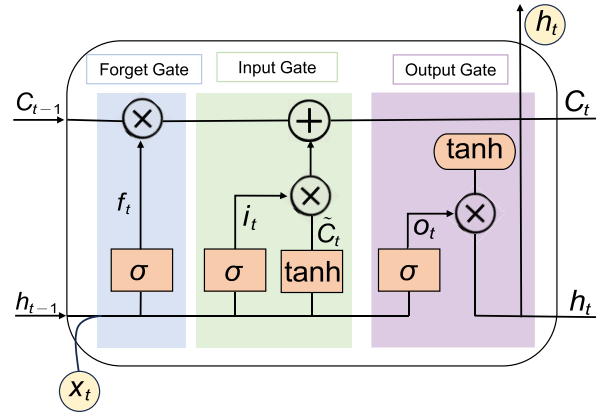 h_t
Forget Gate
Input Gate
Output Gate
C_{t-1}
×
+
C_t
tanh
f_t
i_t
×
C̃_t
o_t
×
σ
σ
tanh
σ
h_{t-1}
h_t
x_t